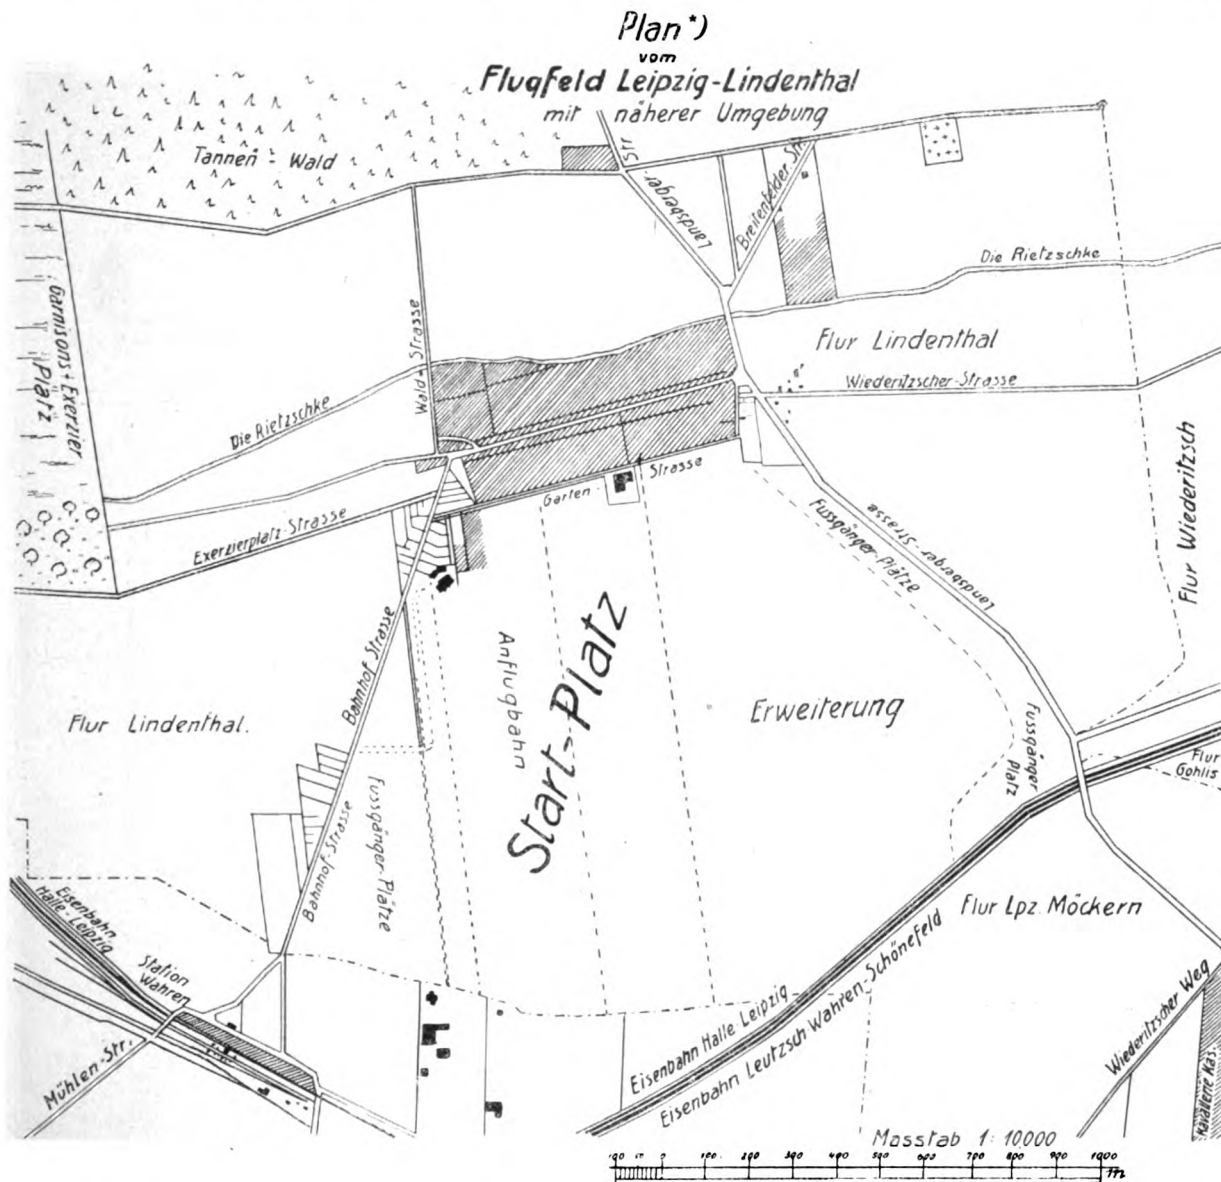 Plan*)
vom
Flugfeld Leipzig-Lindenthal
mit näherer Umgebung
Tannen-Wald
Landsberger-
Str
Breitenfelder-Str.
Die Rietzschke
Garnisons-Exerzier
Platz
Wald-Strasse
Flur Lindenthal
Wiederitzscher-Strasse
Die Rietzschke
Flur Wiederitzsch
Garten-Strasse
Exerzierplatz-Strasse
Fussgänger-Plätze
Landsberger-Strasse
Bahnhof Strasse
Anflugbahn
Start-Platz
Erweiterung
Flur Lindenthal.
Fussgänger
platz
Flur
Gohlis
Bahnhof-Strasse
Fussgänger-Plätze
Eisenbahn
Halle-Leipzig
Station
Wahren
Flur Lpz. Möckern
Mühlen-Str.
Eisenbahn Halle Leipzig
Eisenbahn Leutzsch Wahren-Schönefeld
Wiederitzscher Weg
Kavallerie Kas.
Masstab 1:10000
100 50 0 100 200 300 400 500 600 700 800 900 1000
m